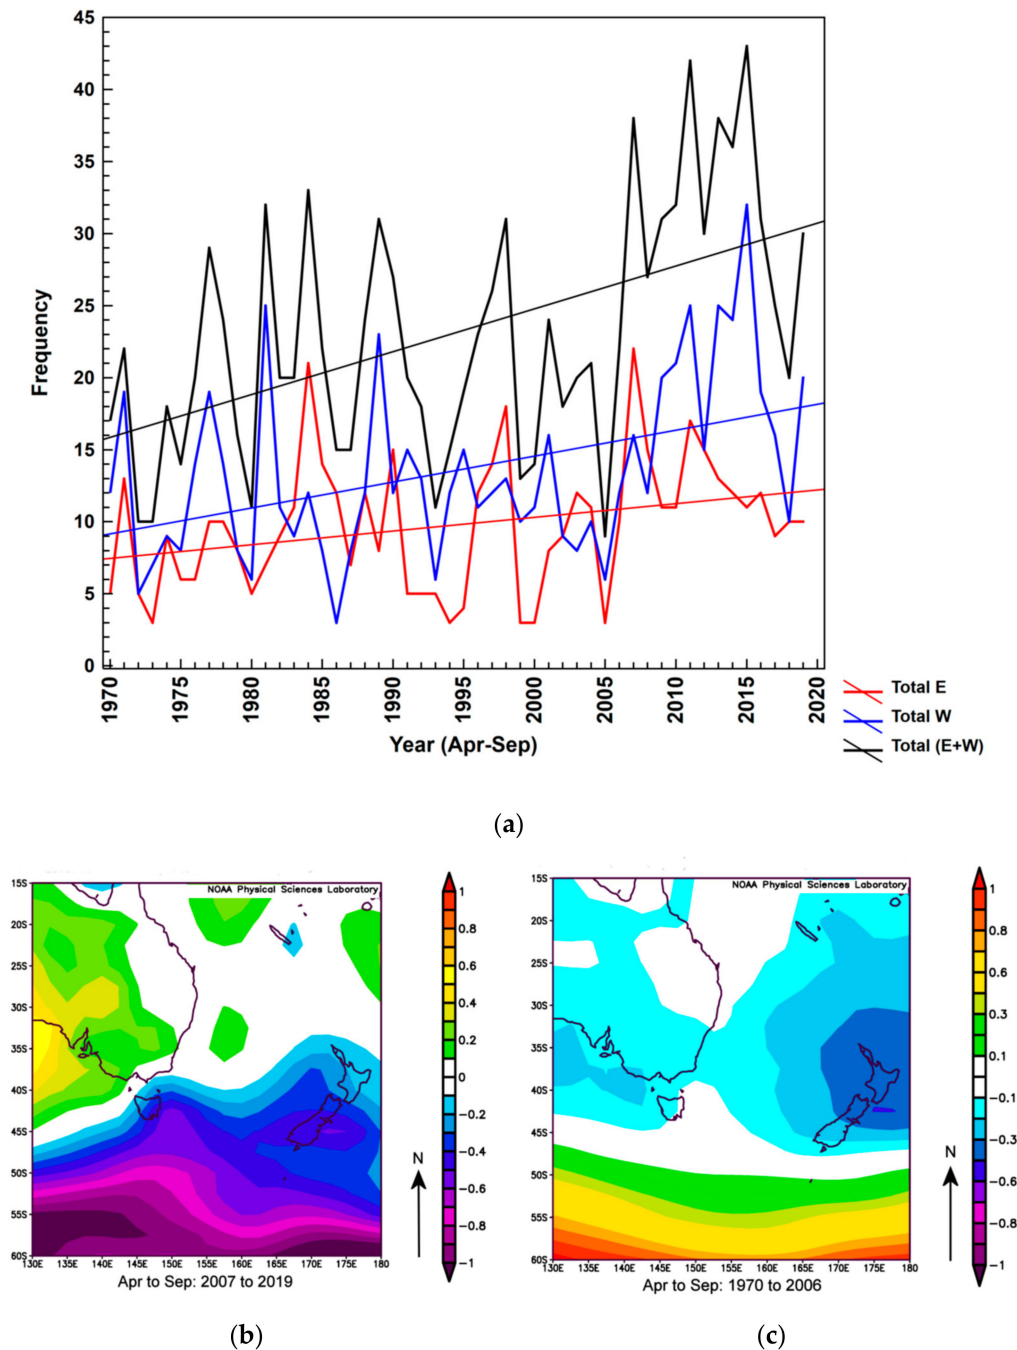 45
40
35
30
25
20
15
10
5
0
Frequency
1970
1975
1980
1985
1990
1995
2000
2005
2010
2015
2020
Year (Apr-Sep)
Total E
Total W
Total (E+W)
(a)
NOAA Physical Sciences Laboratory
15S
20S
25S
30S
35S
40S
45S
50S
55S
60S
130E 135E 140E 145E 150E 155E 160E 165E 170E 175E 180
Apr to Sep: 2007 to 2019
1
0.8
0.6
0.4
0.2
0
−0.2
−0.4
−0.6
−0.8
−1
N
(b)
NOAA Physical Sciences Laboratory
15S
20S
25S
30S
35S
40S
45S
50S
55S
60S
130E 135E 140E 145E 150E 155E 160E 165E 170E 175E 180
Apr to Sep: 1970 to 2006
1
0.8
0.6
0.3
0.1
0
−0.1
−0.3
−0.6
−0.8
−1
N
(c)